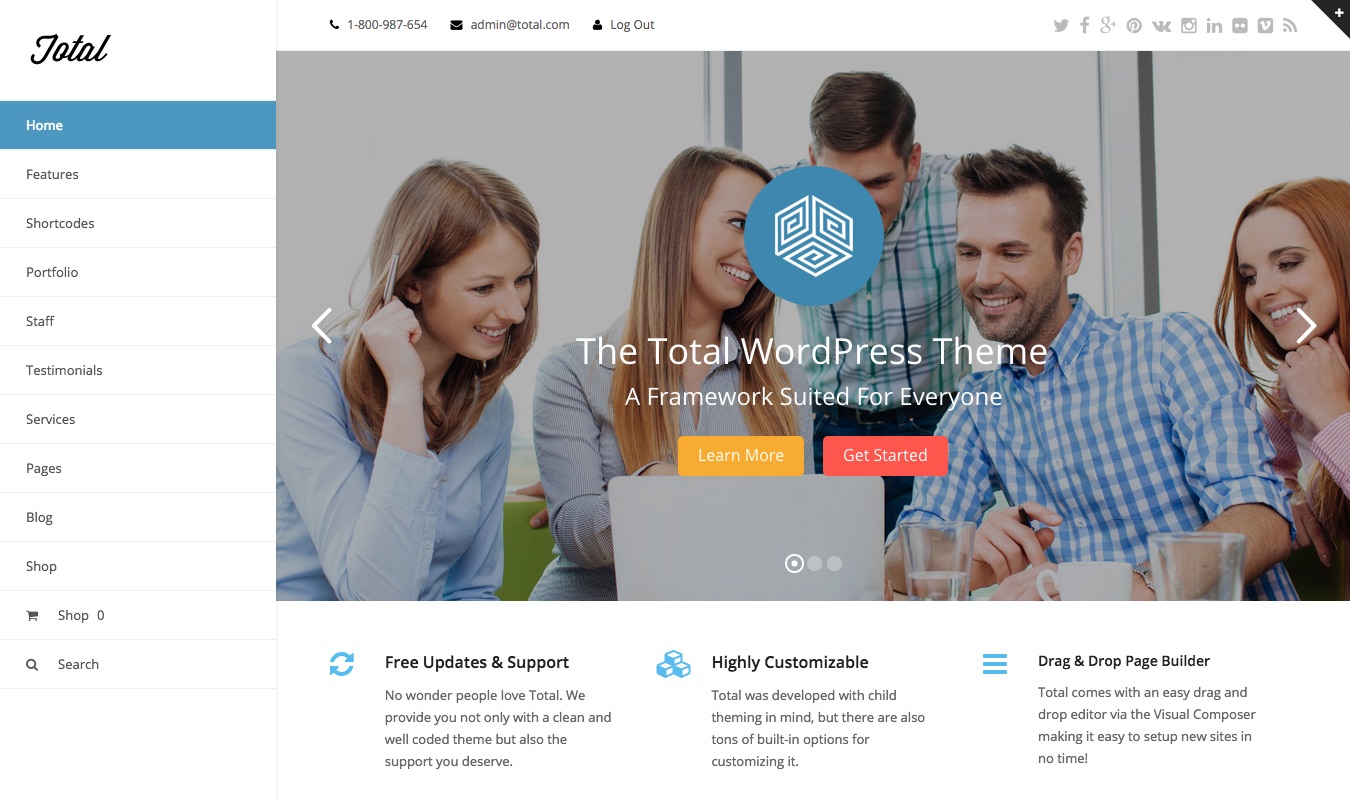 Total
Home
Features
Shortcodes
Portfolio
Staff
Testimonials
Services
Pages
Blog
Shop
Shop 0
Search
1-800-987-654 admin@total.com Log Out
The Total WordPress Theme
A Framework Suited For Everyone
Learn More Get Started
Free Updates & Support
No wonder people love Total. We
provide you not only with a clean and
well coded theme but also the
support you deserve.
Highly Customizable
Total was developed with child
theming in mind, but there are also
tons of built-in options for
customizing it.
Drag & Drop Page Builder
Total comes with an easy drag and
drop editor via the Visual Composer
making it easy to setup new sites in
no time!